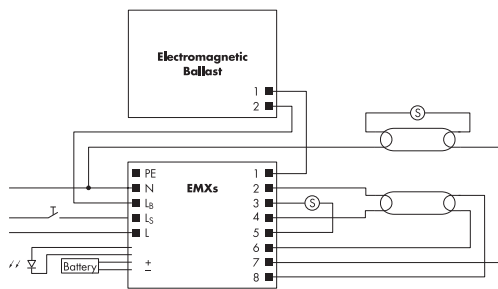 Electromagnetic
Ballast
1
2
S
PE
N
LB
LS
L
+
−
Battery
EMXs
1
2
3
4
5
6
7
8
S